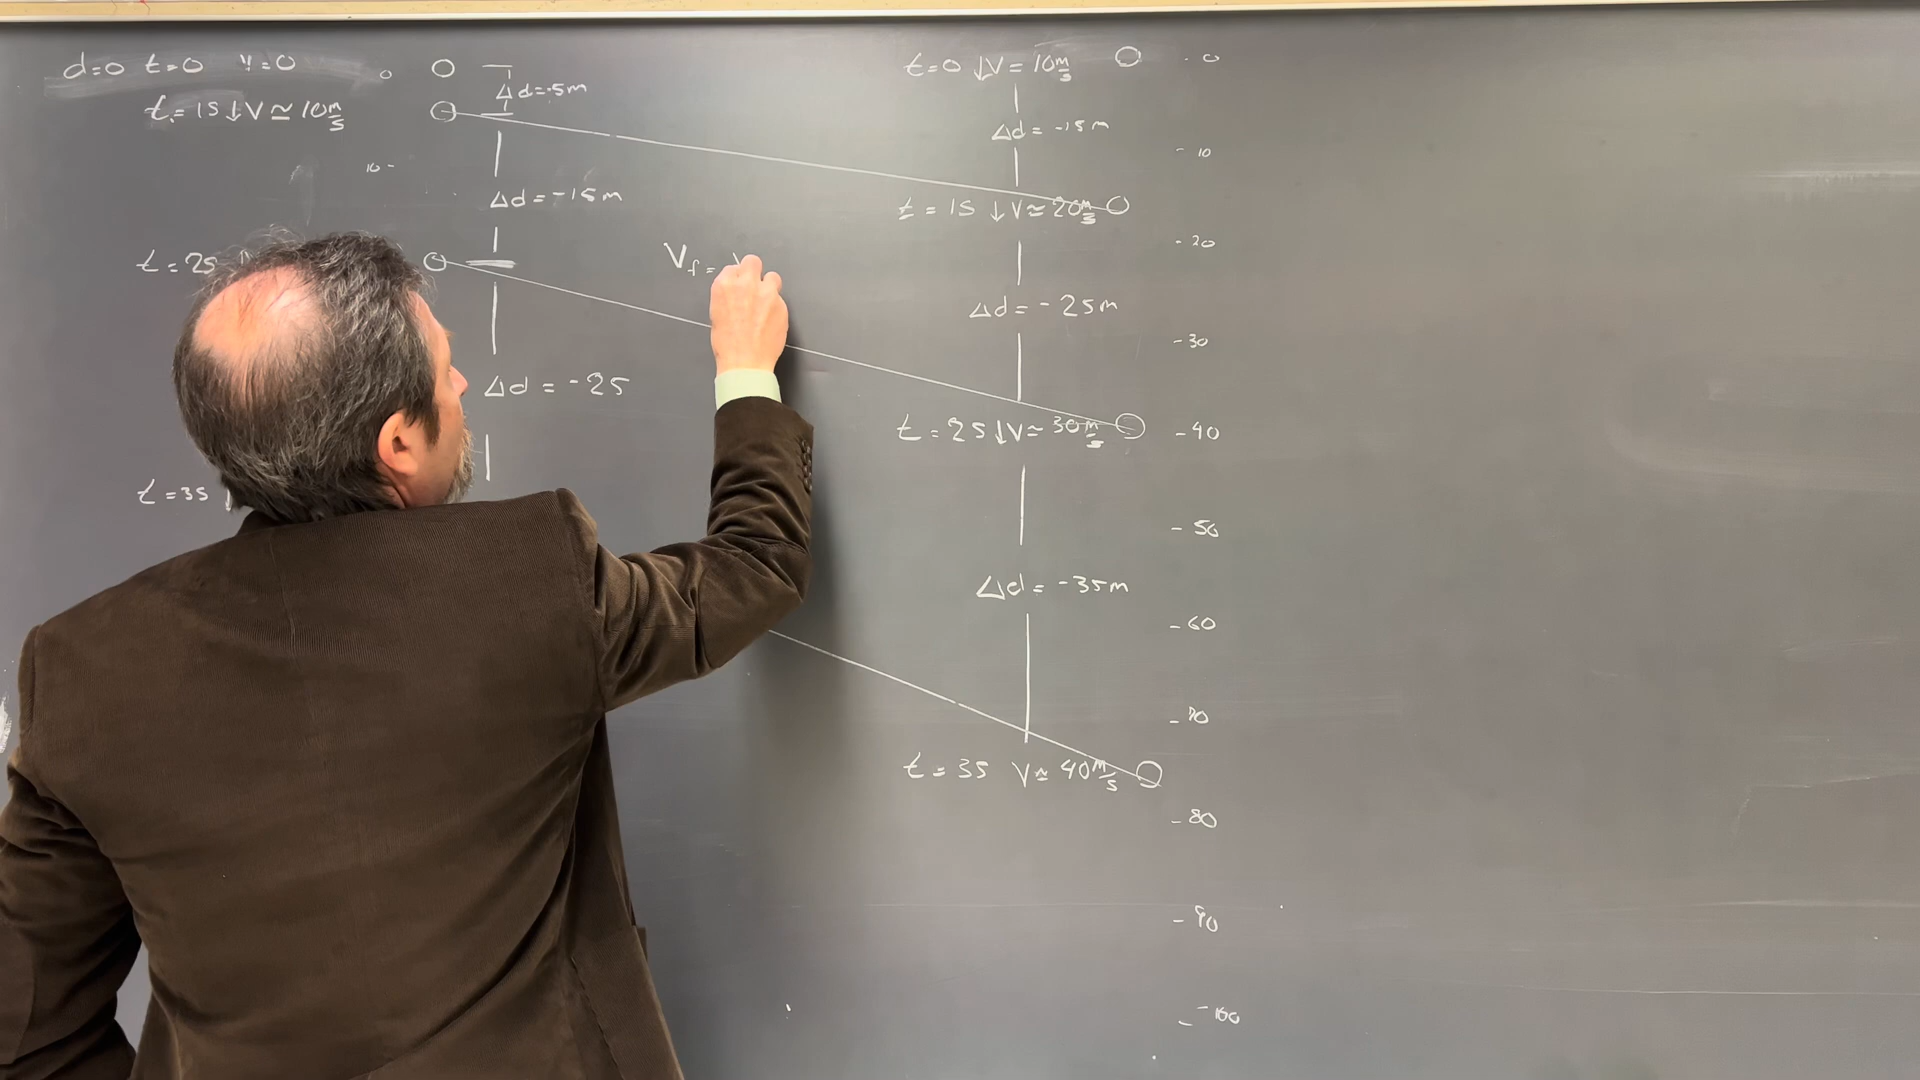 d=0 t=0 v=0
0
Δd=-5m
t=1s ↓V≃10m/s
10-
Δd=-15m
t=2s
Δd=-25
t=3s
Vf=
t=0 ↓V=10m/s
Δd=-15m
t=1s ↓V≃20m/s
Δd=-25m
t=2s↓V≃30m/s
Δd=-35m
t=3s V≃40m/s
-0
-10
-20
-30
-40
-50
-60
-70
-80
-90
-100